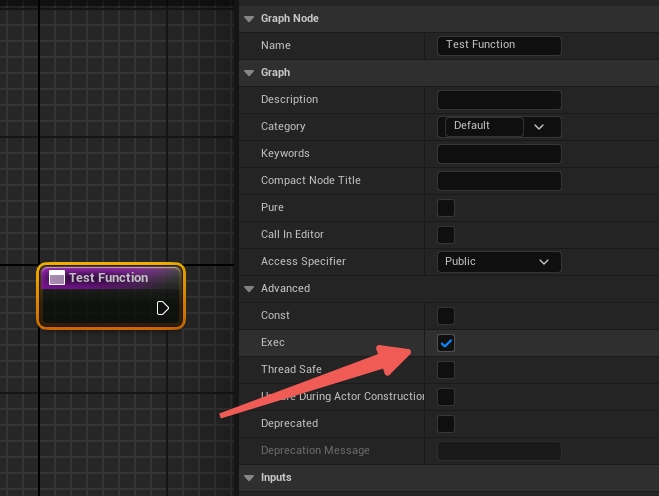 Graph Node
Name Test Function
Graph
Description
Category Default
Keywords
Compact Node Title
Pure
Call In Editor
Access Specifier Public
Test Function
Advanced
Const
Exec
Thread Safe
During Actor Construction
Deprecated
Deprecation Message
Inputs